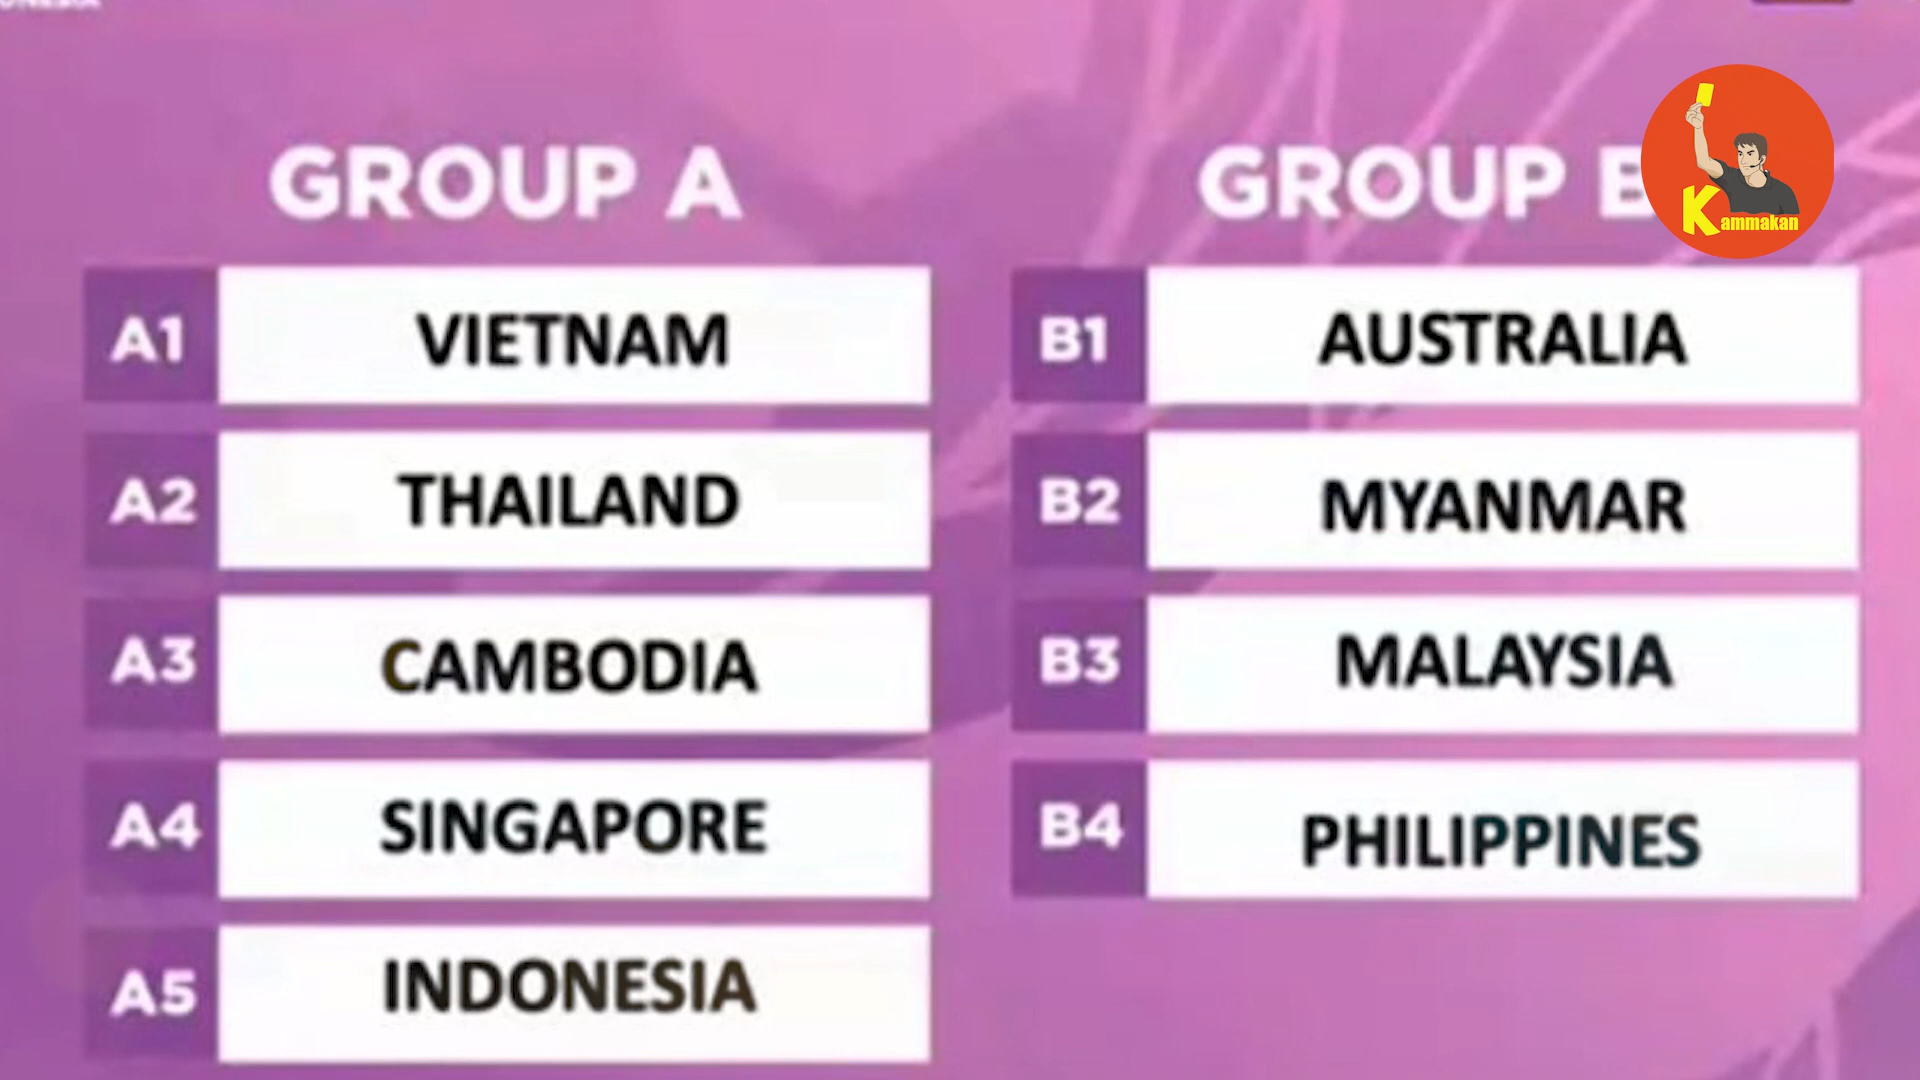 GROUP A
A1 VIETNAM
A2 THAILAND
A3 CAMBODIA
A4 SINGAPORE
A5 INDONESIA
GROUP B
B1 AUSTRALIA
B2 MYANMAR
B3 MALAYSIA
B4 PHILIPPINES
Kammakan